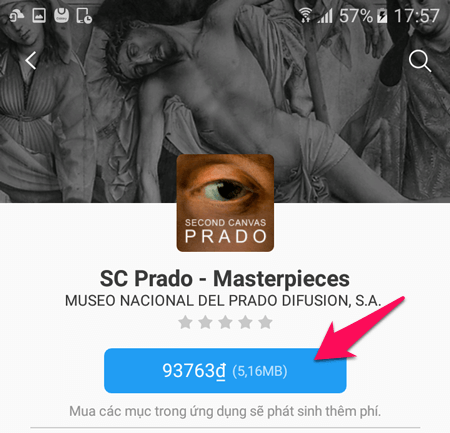 57% 17:57
SECOND CANVAS
PRADO
SC Prado - Masterpieces
MUSEO NACIONAL DEL PRADO DIFUSION, S.A.
93763₫ (5,16MB)
Mua các mục trong ứng dụng sẽ phát sinh thêm phí.